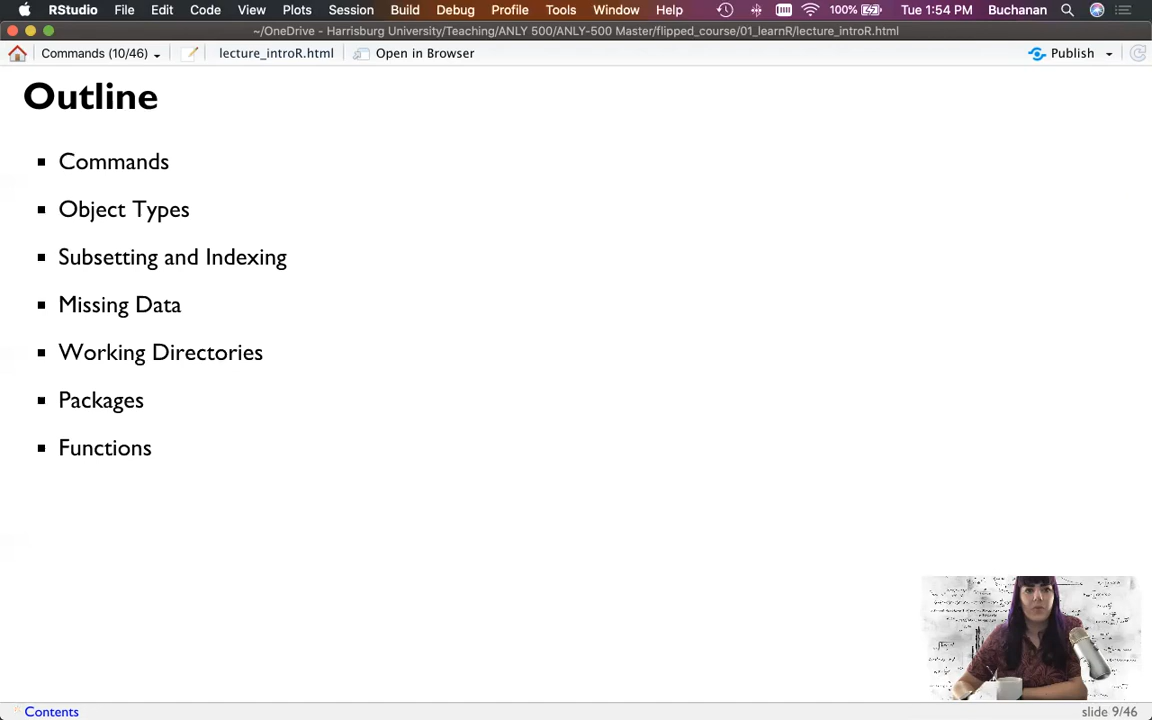 RStudio File Edit Code View Plots Session Build Debug Profile Tools Window Help 100% Tue 1:54 PM Buchanan
~/OneDrive - Harrisburg University/Teaching/ANLY 500/ANLY-500 Master/flipped_course/01_learnR/lecture_introR.html
Commands (10/46) lecture_introR.html Open in Browser Publish
Outline
Commands
Object Types
Subsetting and Indexing
Missing Data
Working Directories
Packages
Functions
Contents slide 9/46